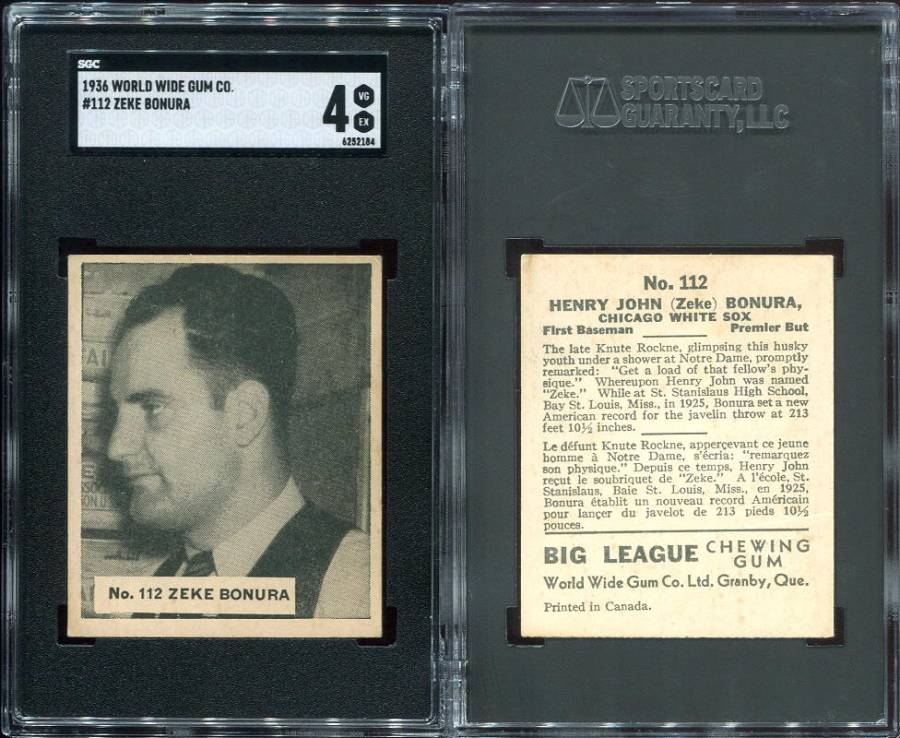 SGC
1936 WORLD WIDE GUM CO.
#112 ZEKE BONURA
4
VG
EX
6252184
No. 112 ZEKE BONURA
SPORTSCARD
GUARANTY, LLC
No. 112
HENRY JOHN (Zeke) BONURA,
CHICAGO WHITE SOX
First Baseman Premier But
The late Knute Rockne, glimpsing this husky
youth under a shower at Notre Dame, promptly
remarked: "Get a load of that fellow's phy-
sique." Whereupon Henry John was named
"Zeke." While at St. Stanislaus High School,
Bay St. Louis, Miss., in 1925, Bonura set a new
American record for the javelin throw at 213
feet 10½ inches.
Le défunt Knute Rockne, apperçevant ce jeune
homme à Notre Dame, s'écria: "remarquez
son physique." Depuis ce temps, Henry John
reçut le soubriquet de "Zeke." A l'école, St.
Stanislaus, Baie St. Louis, Miss., en 1925,
Bonura établit un nouveau record Américain
pour lançer du javelot de 213 pieds 10½
pouces.
BIG LEAGUE CHEWING
GUM
World Wide Gum Co. Ltd. Granby, Que.
Printed in Canada.